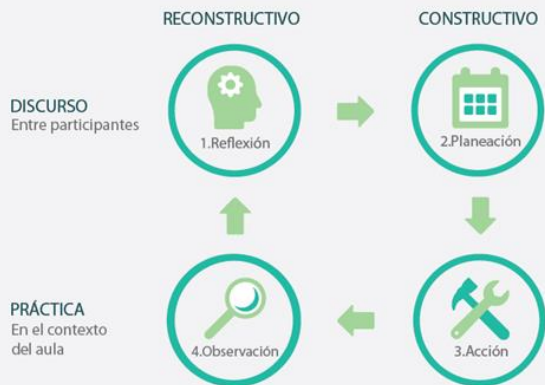 RECONSTRUCTIVO
CONSTRUCTIVO
DISCURSO
Entre participantes
1.Reflexión
2.Planeación
PRÁCTICA
En el contexto
del aula
4.Observación
3.Acción